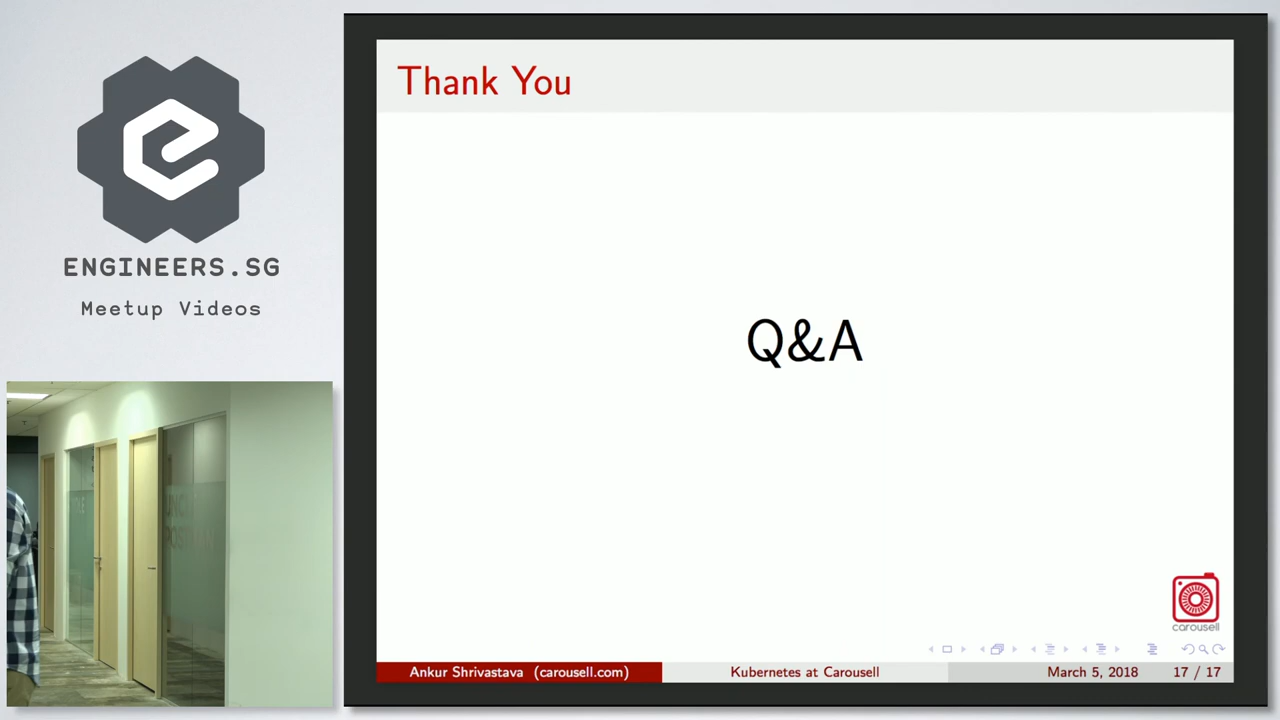 ENGINEERS.SG
Meetup Videos
Thank You
Q&A
carousell
Ankur Shrivastava (carousell.com)
Kubernetes at Carousell
March 5, 2018
17 / 17